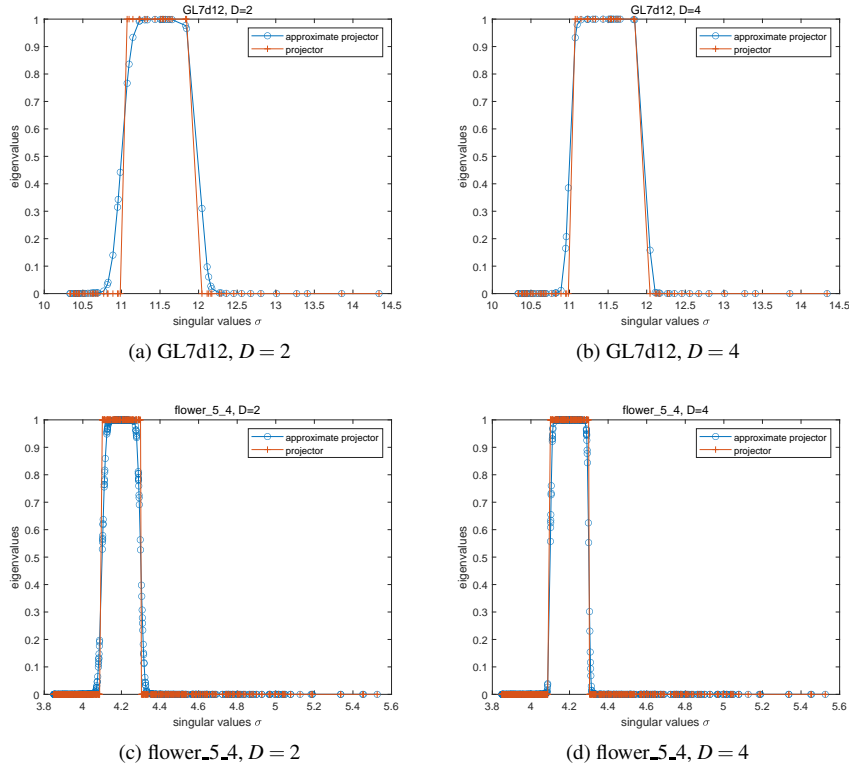 GL7d12, D=2
approximate projector
projector
1
0.9
0.8
0.7
0.6
0.5
0.4
0.3
0.2
0.1
0
eigenvalues
10 10.5 11 11.5 12 12.5 13 13.5 14 14.5
singular values σ
(a) GL7d12, D = 2
GL7d12, D=4
approximate projector
projector
1
0.9
0.8
0.7
0.6
0.5
0.4
0.3
0.2
0.1
0
eigenvalues
10 10.5 11 11.5 12 12.5 13 13.5 14 14.5
singular values σ
(b) GL7d12, D = 4
flower_5_4, D=2
approximate projector
projector
1
0.9
0.8
0.7
0.6
0.5
0.4
0.3
0.2
0.1
0
eigenvalues
3.8 4 4.2 4.4 4.6 4.8 5 5.2 5.4 5.6
singular values σ
(c) flower_5_4, D = 2
flower_5_4, D=4
approximate projector
projector
1
0.9
0.8
0.7
0.6
0.5
0.4
0.3
0.2
0.1
0
eigenvalues
3.8 4 4.2 4.4 4.6 4.8 5 5.2 5.4 5.6
singular values σ
(d) flower_5_4, D = 4